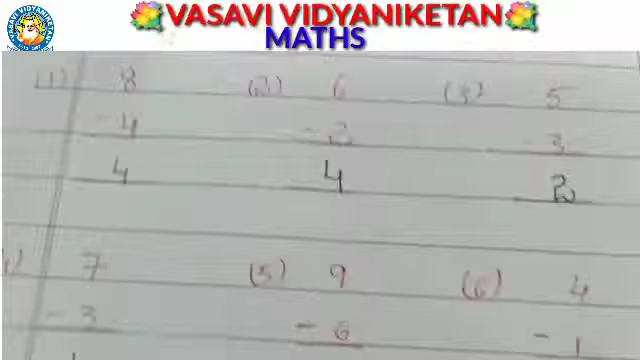 VASAVI VIDYANIKETAN
MATHS
(1) 8 (2) 6 (3) 5
- 4 - 2 - 3
4 4 2
7 (5) 9 (6) 4
- 3 - 6 - 1